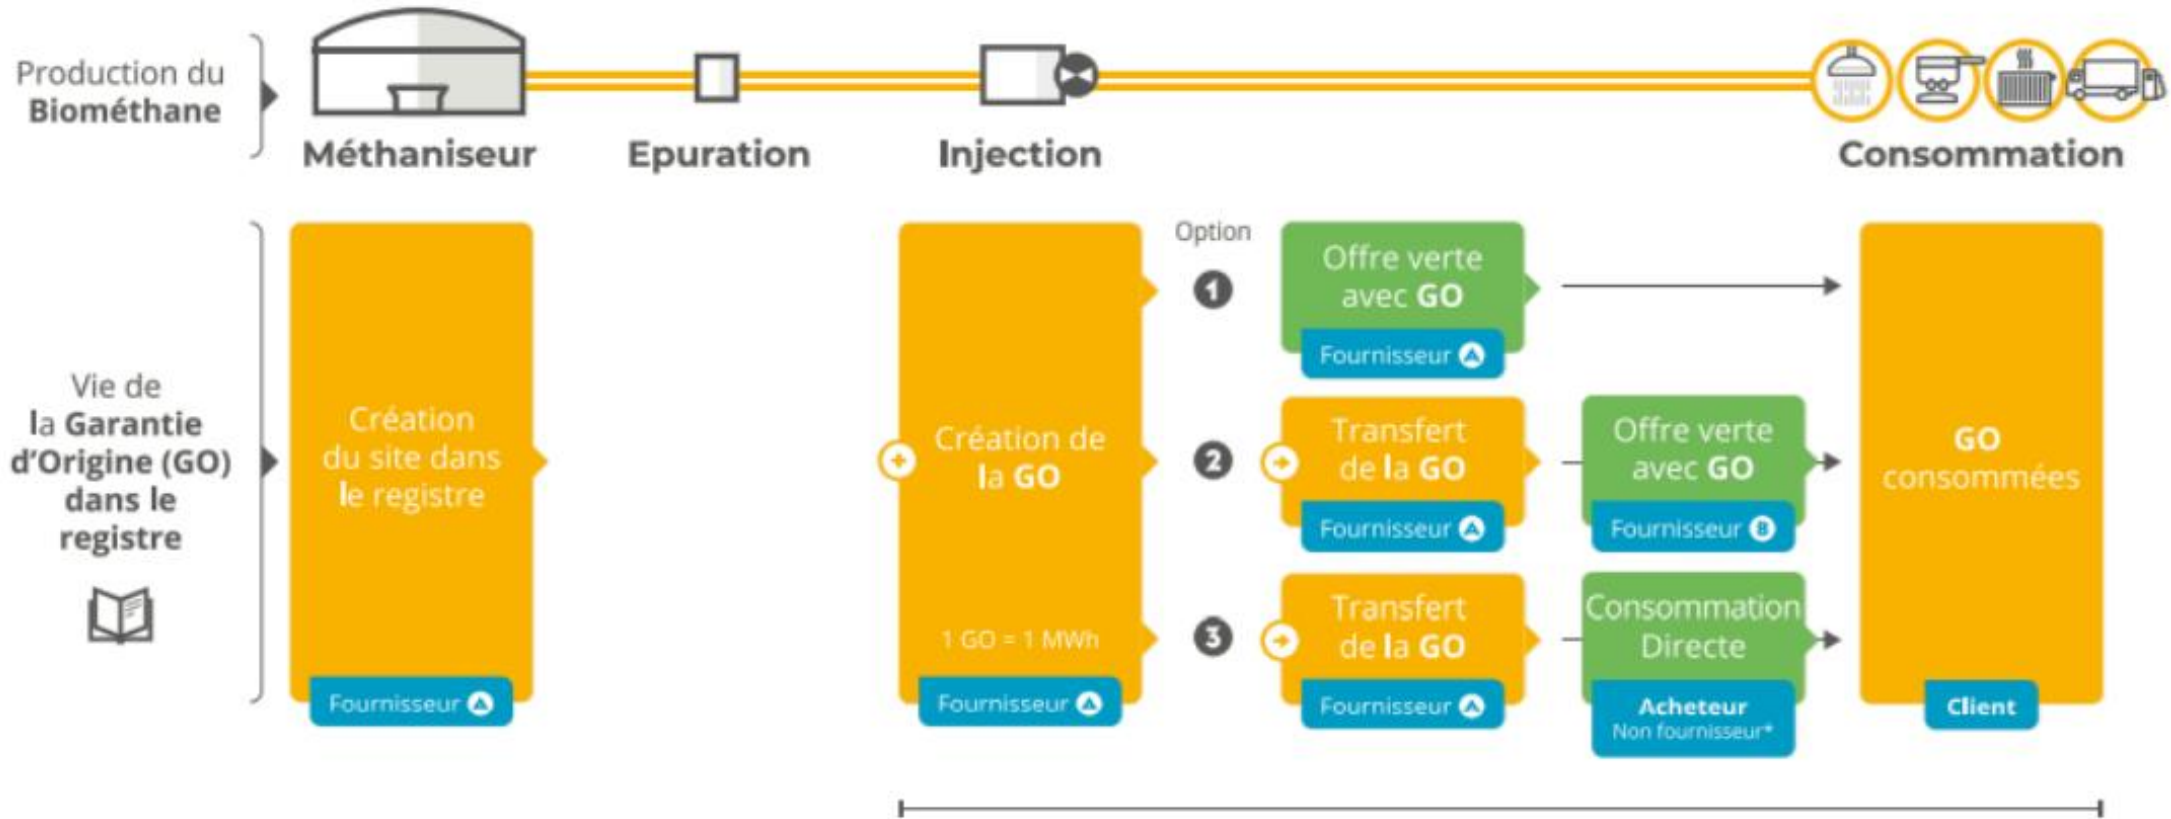 Production du
Biométhane
Méthaniseur
Epuration
Injection
Consommation
Vie de
la Garantie
d'Origine (GO)
dans le
registre
Création
du site dans
le registre
Fournisseur A
Création de
la GO
1 GO = 1 MWh
Fournisseur A
Option
1
Offre verte
avec GO
Fournisseur A
2
Transfert
de la GO
Fournisseur A
Offre verte
avec GO
Fournisseur B
3
Transfert
de la GO
Fournisseur A
Consommation
Directe
Acheteur
Non fournisseur*
GO
consommées
Client